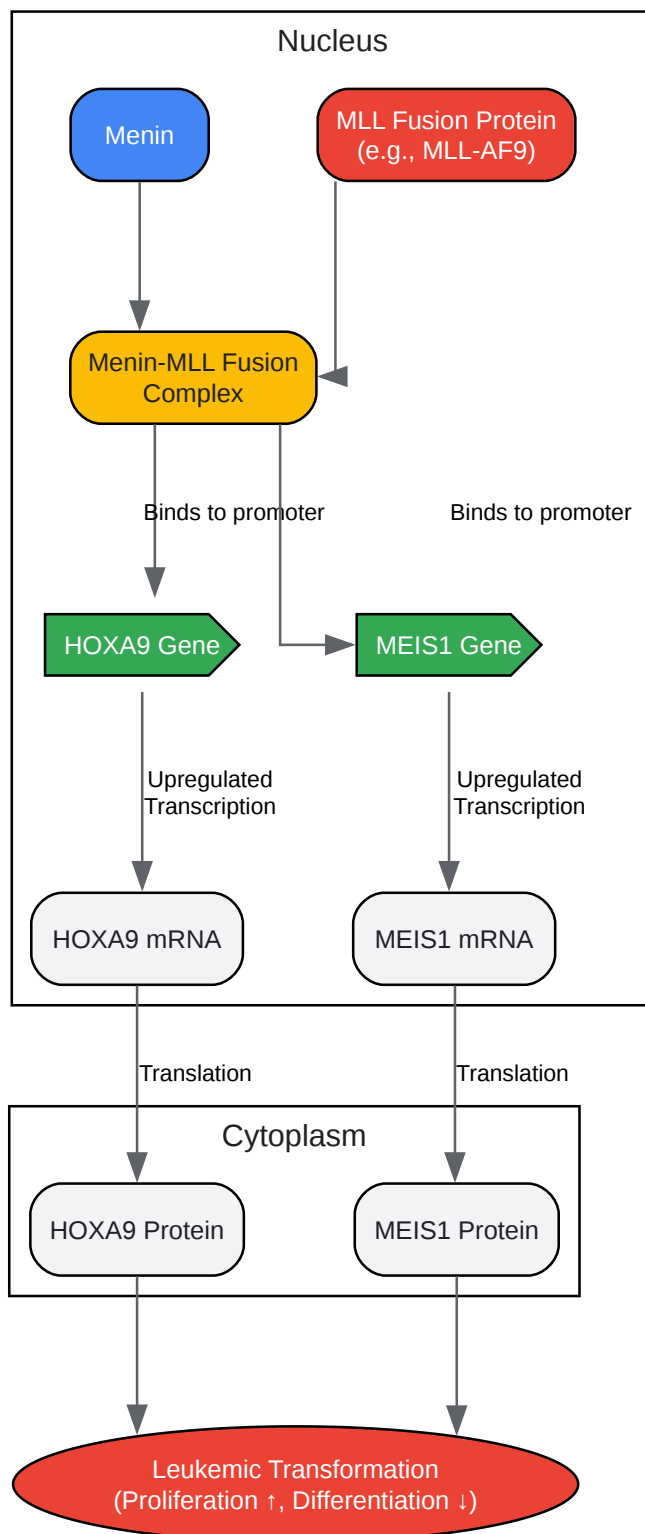 Nucleus
Menin
MLL Fusion Protein
(e.g., MLL-AF9)
Menin-MLL Fusion
Complex
Binds to promoter
Binds to promoter
HOXA9 Gene
MEIS1 Gene
Upregulated
Transcription
Upregulated
Transcription
HOXA9 mRNA
MEIS1 mRNA
Translation
Translation
Cytoplasm
HOXA9 Protein
MEIS1 Protein
Leukemic Transformation
(Proliferation ↑, Differentiation ↓)